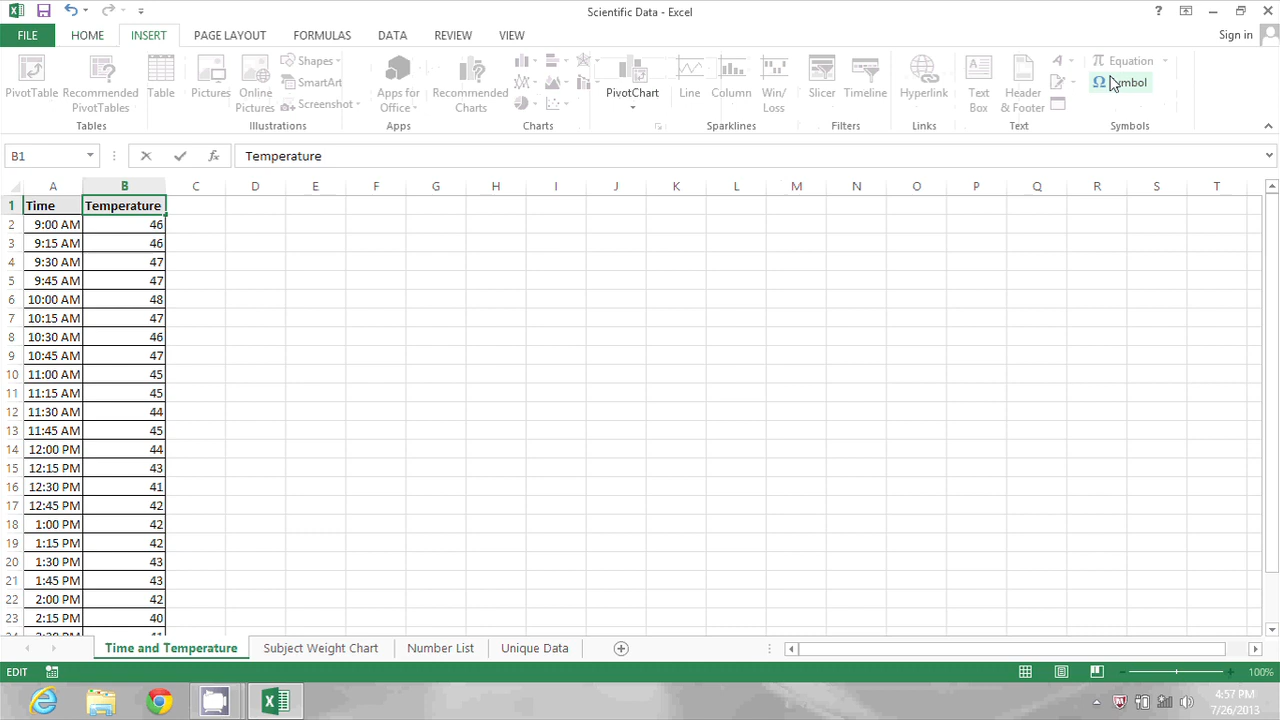 Scientific Data - Excel
?
FILE
HOME
INSERT
PAGE LAYOUT
FORMULAS
DATA
REVIEW
VIEW
Sign in
PivotTable
Recommended
PivotTables
Table
Pictures
Online
Pictures
Shapes
SmartArt
Screenshot
Apps for
Office
Recommended
Charts
PivotChart
Line
Column
Win/
Loss
Slicer
Timeline
Hyperlink
Text
Box
Header
& Footer
A
π Equation
Ω Symbol
Tables
Illustrations
Apps
Charts
Sparklines
Filters
Links
Text
Symbols
B1
fx
Temperature
A B C D E F G H I J K L M N O P Q R S T
1 Time Temperature
2 9:00 AM 46
3 9:15 AM 46
4 9:30 AM 47
5 9:45 AM 47
6 10:00 AM 48
7 10:15 AM 47
8 10:30 AM 46
9 10:45 AM 47
10 11:00 AM 45
11 11:15 AM 45
12 11:30 AM 44
13 11:45 AM 45
14 12:00 PM 44
15 12:15 PM 43
16 12:30 PM 41
17 12:45 PM 42
18 1:00 PM 42
19 1:15 PM 42
20 1:30 PM 43
21 1:45 PM 43
22 2:00 PM 42
23 2:15 PM 40
Time and Temperature
Subject Weight Chart
Number List
Unique Data
EDIT
100%
4:57 PM
7/26/2013